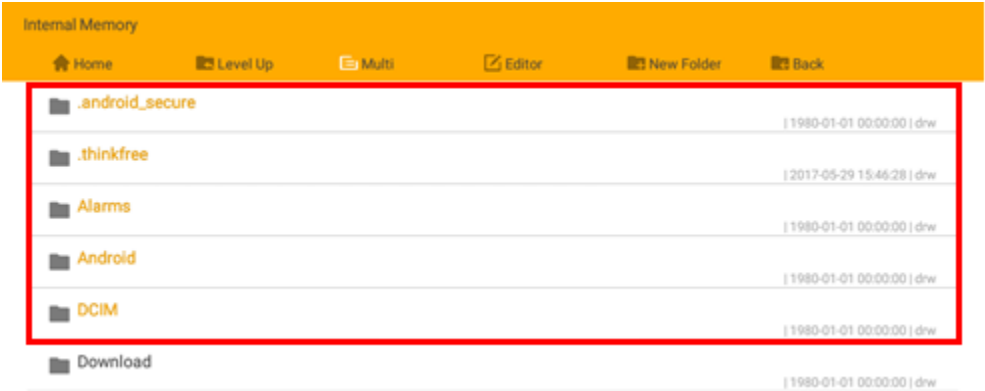 Internal Memory
Home Level Up Multi Editor New Folder Back
.android_secure
| 1980-01-01 00:00:00 | drw
.thinkfree
| 2017-05-29 15:46:28 | drw
Alarms
| 1980-01-01 00:00:00 | drw
Android
| 1980-01-01 00:00:00 | drw
DCIM
| 1980-01-01 00:00:00 | drw
Download
| 1980-01-01 00:00:00 | drw